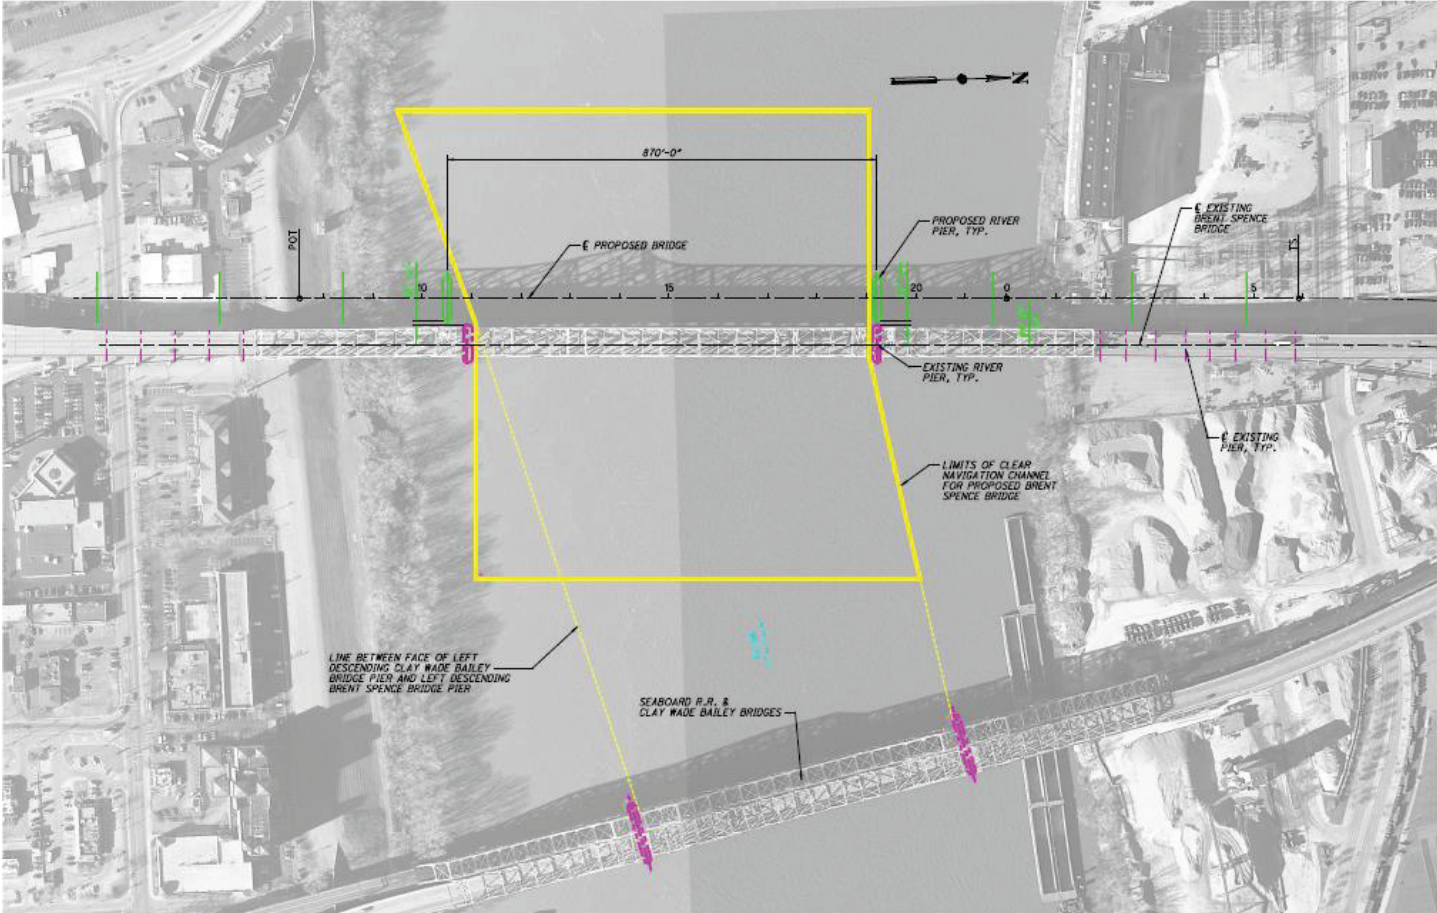 N
870'-0"
PROPOSED RIVER
PIER, TYP.
℄ EXISTING
BRENT SPENCE
BRIDGE
POT
℄ PROPOSED BRIDGE
TS
10
15
20
0
5
EXISTING RIVER
PIER, TYP.
℄ EXISTING
PIER, TYP.
LIMITS OF CLEAR
NAVIGATION CHANNEL
FOR PROPOSED BRENT
SPENCE BRIDGE
LINE BETWEEN FACE OF LEFT
DESCENDING CLAY WADE BAILEY
BRIDGE PIER AND LEFT DESCENDING
BRENT SPENCE BRIDGE PIER
SEABOARD R.R. &
CLAY WADE BAILEY BRIDGES